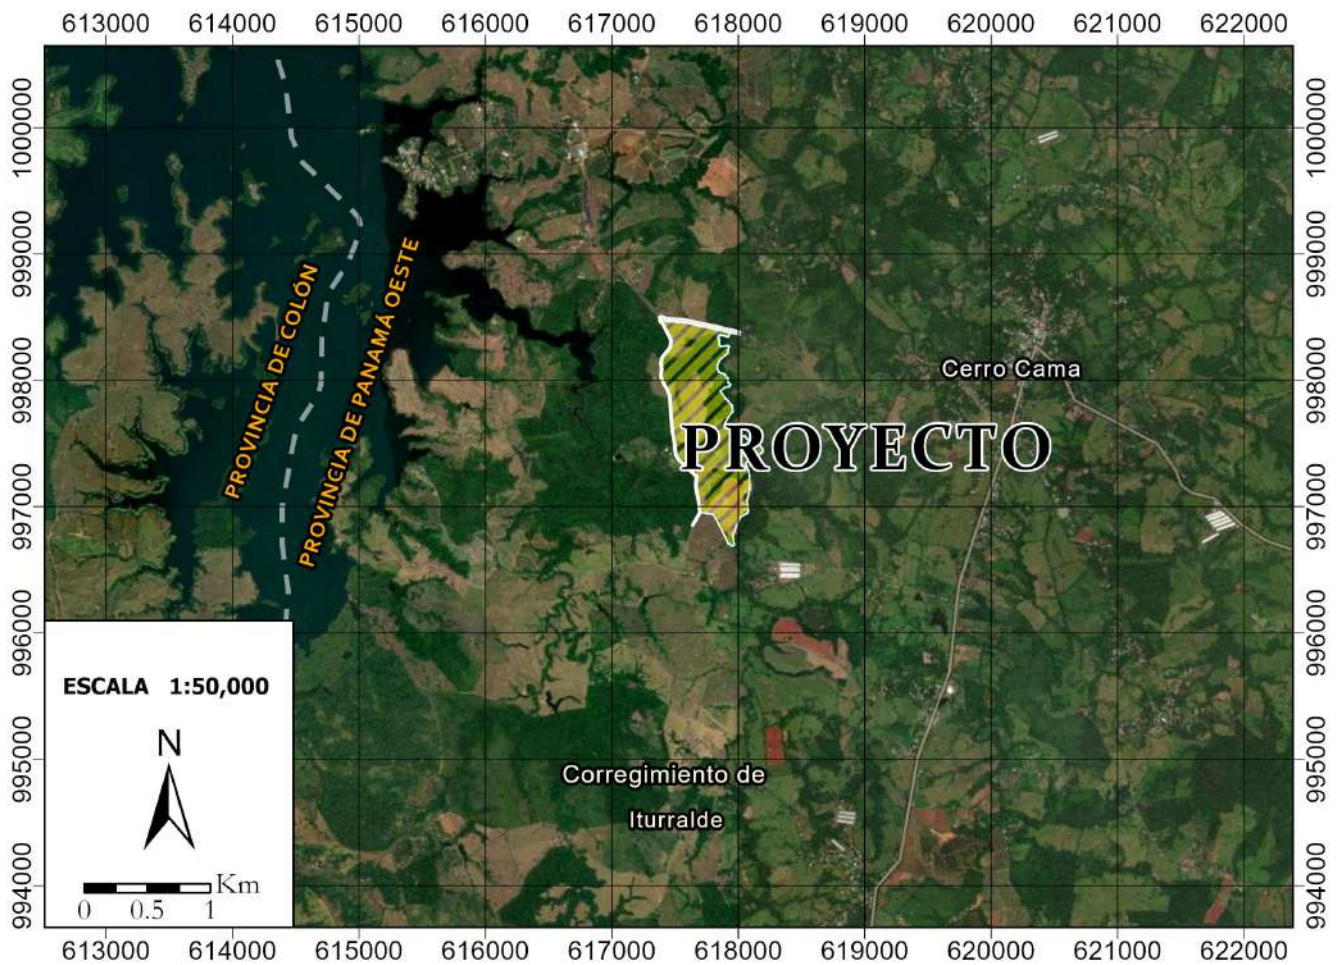 613000 614000 615000 616000 617000 618000 619000 620000 621000 622000
1000000
999000
998000
997000
996000
995000
994000
1000000
999000
998000
997000
996000
995000
994000
PROVINCIA DE COLÓN
PROVINCIA DE PANAMÁ OESTE
Cerro Cama
PROYECTO
ESCALA 1:50,000
N
Km
0 0.5 1
Corregimiento de
Iturralde
613000 614000 615000 616000 617000 618000 619000 620000 621000 622000